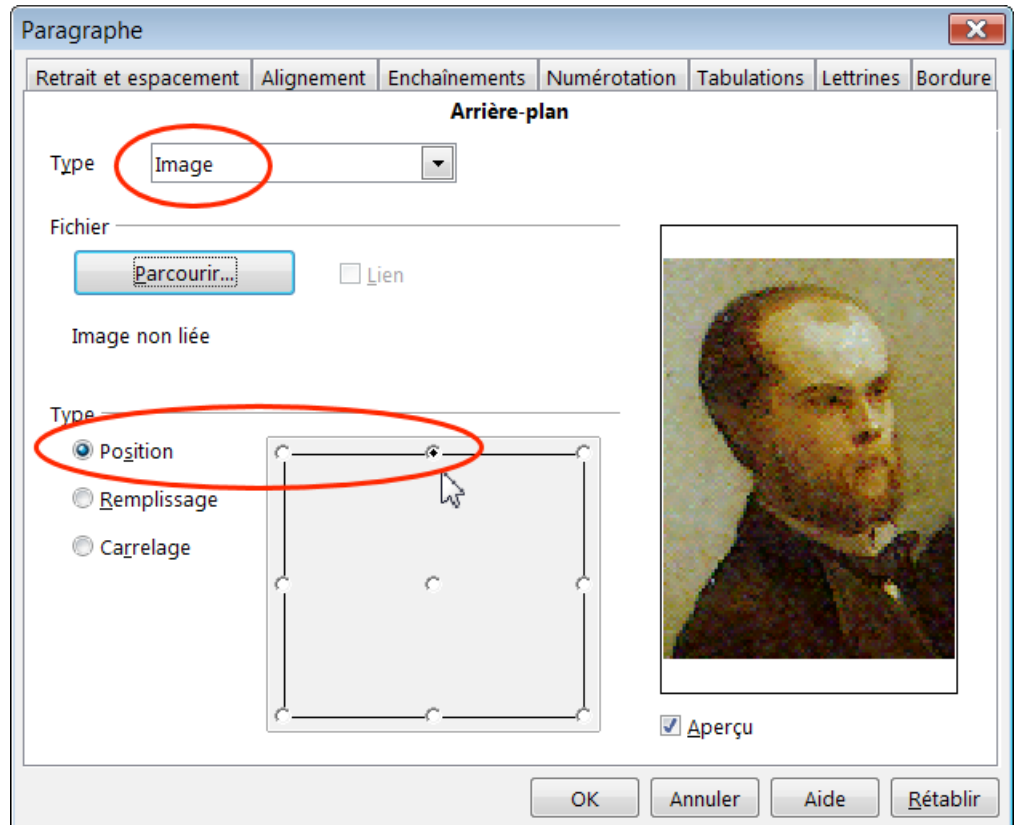 Paragraphe
Retrait et espacement Alignement Enchaînements Numérotation Tabulations Lettrines Bordure
Arrière-plan
Type Image
Fichier
Parcourir... Lien
Image non liée
Type
Position
Remplissage
Carrelage
Aperçu
OK Annuler Aide Rétablir